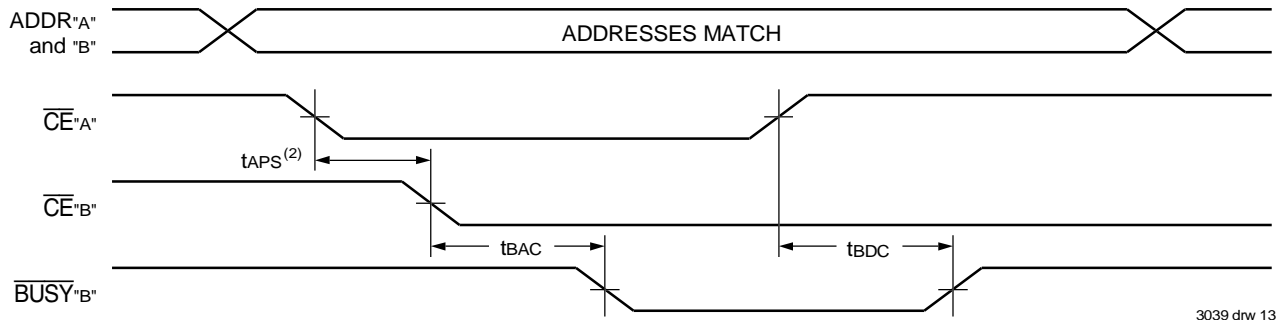 ADDR"A"
and "B"
ADDRESSES MATCH
CE"A"
tAPS(2)
CE"B"
tBAC
tBDC
BUSY"B"
3039 drw 13